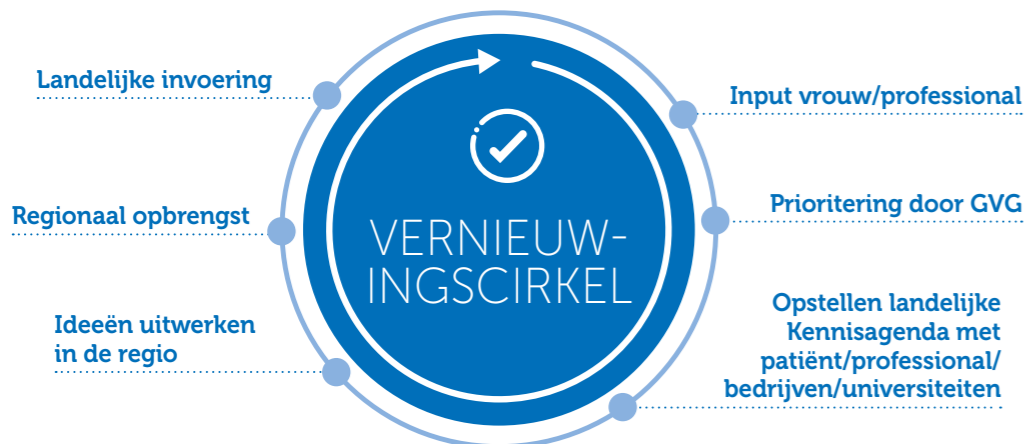 Landelijke invoering
Regionaal opbrengst
Ideeën uitwerken
in de regio
VERNIEUW-
INGSCIRKEL
Input vrouw/professional
Prioritering door GVG
Opstellen landelijke
Kennisagenda met
patiënt/professional/
bedrijven/universiteiten